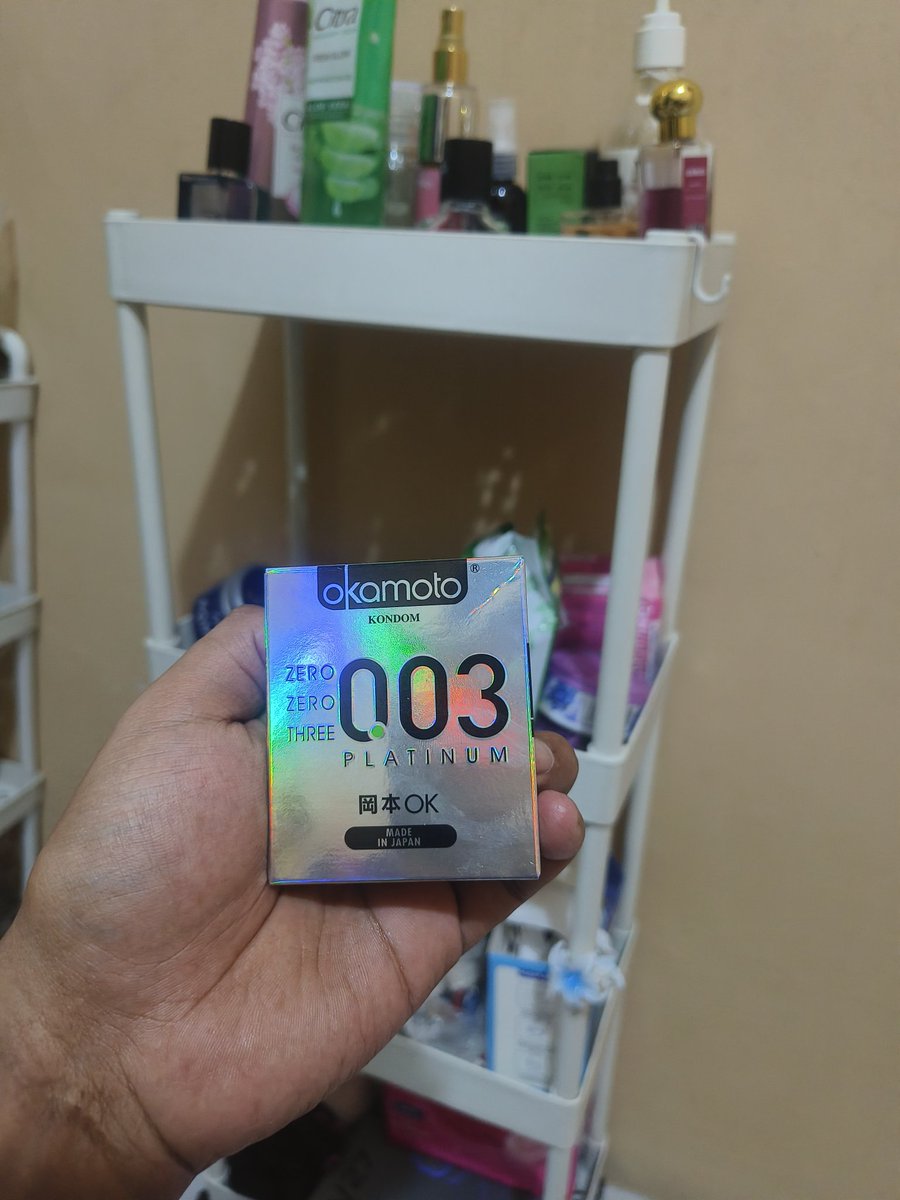 Citra
okamoto®
KONDOM
ZERO
ZERO
THREE
0.03
PLATINUM
岡本OK
MADE
IN JAPAN